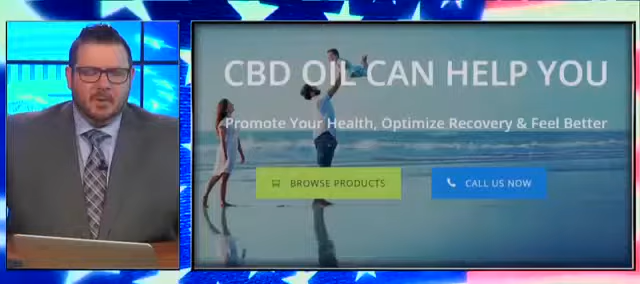 CBD OIL CAN HELP YOU
Promote Your Health, Optimize Recovery & Feel Better
BROWSE PRODUCTS
CALL US NOW